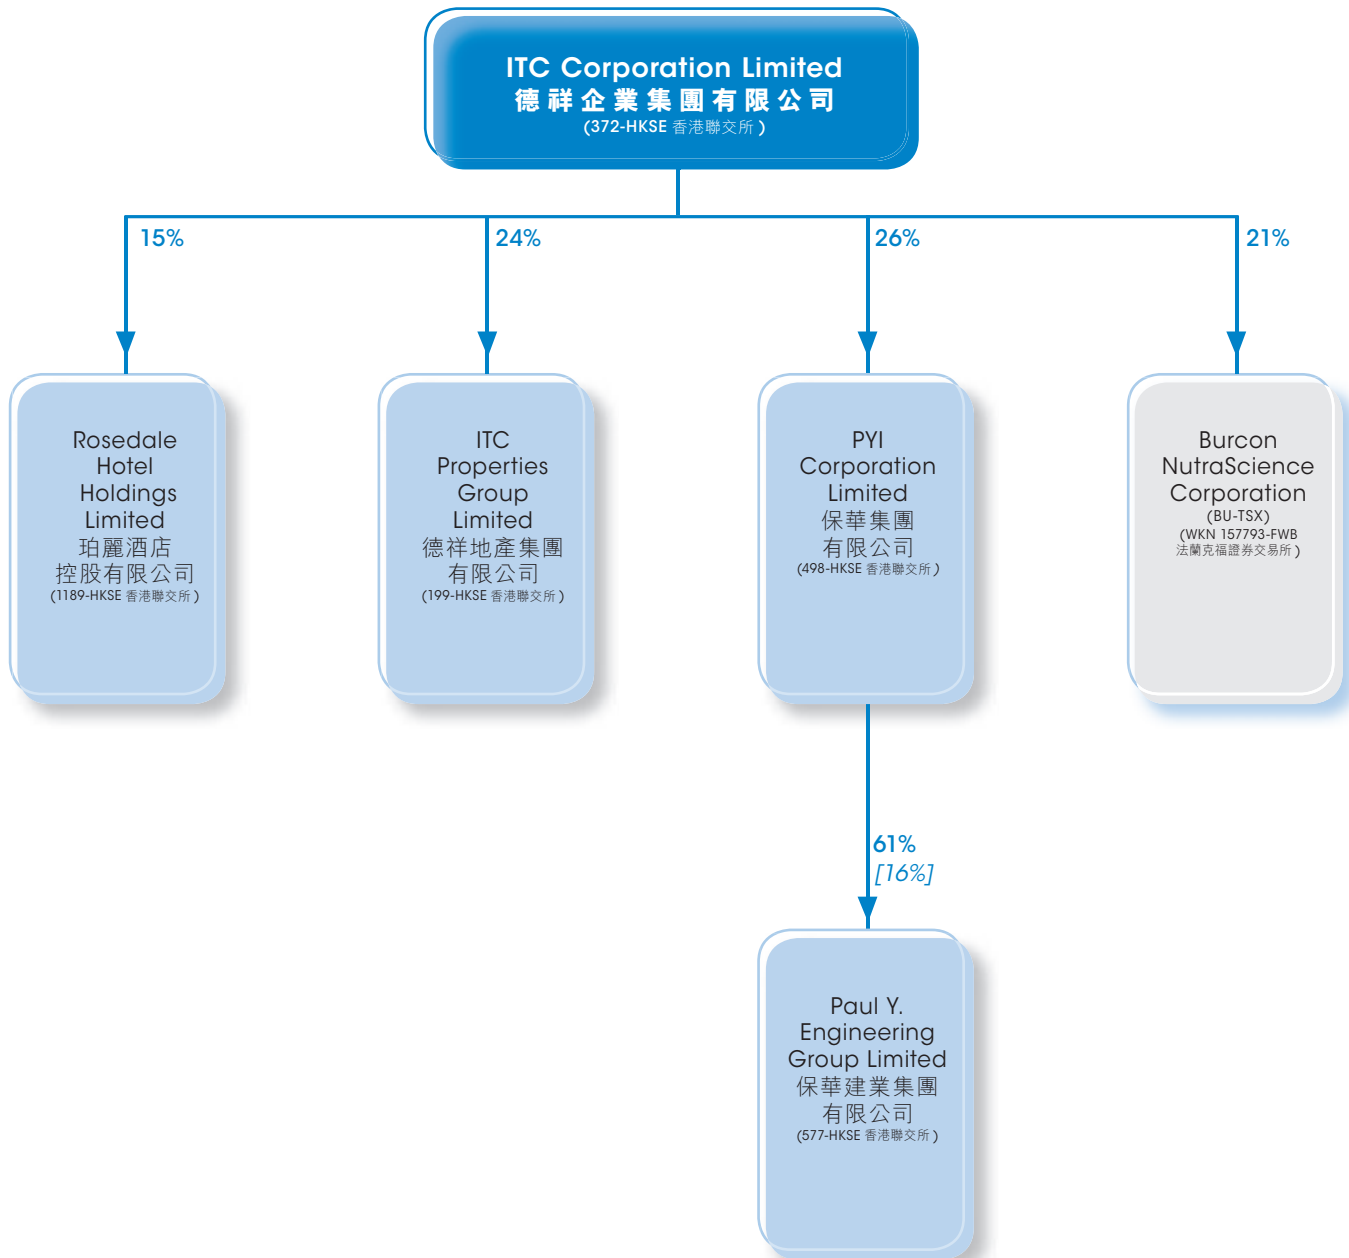 ITC Corporation Limited
德祥企業集團有限公司
(372-HKSE 香港聯交所)
15%
24%
26%
21%
Rosedale
Hotel
Holdings
Limited
珀麗酒店
控股有限公司
(1189-HKSE 香港聯交所)
ITC
Properties
Group
Limited
德祥地產集團
有限公司
(199-HKSE 香港聯交所)
PYI
Corporation
Limited
保華集團
有限公司
(498-HKSE 香港聯交所)
Burcon
NutraScience
Corporation
(BU-TSX)
(WKN 157793-FWB
法蘭克福證券交易所)
61%
[16%]
Paul Y.
Engineering
Group Limited
保華建業集團
有限公司
(577-HKSE 香港聯交所)